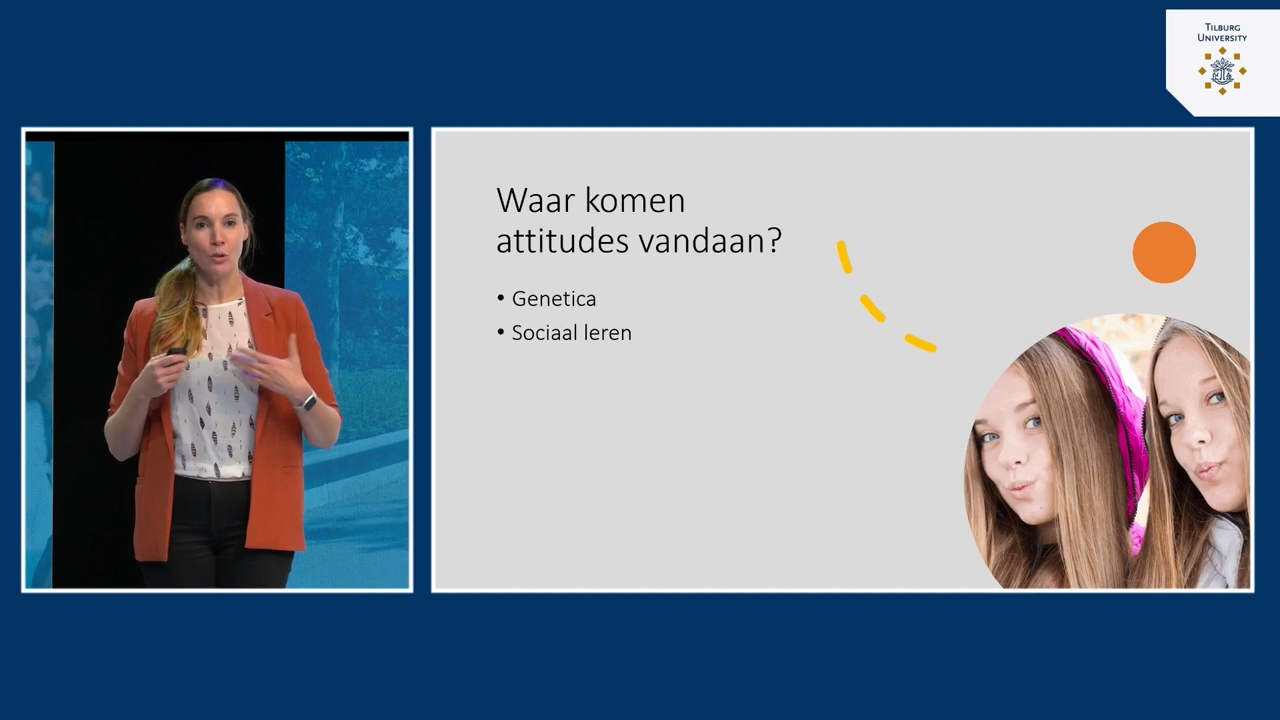 TILBURG
UNIVERSITY
Waar komen
attitudes vandaan?
• Genetica
• Sociaal leren